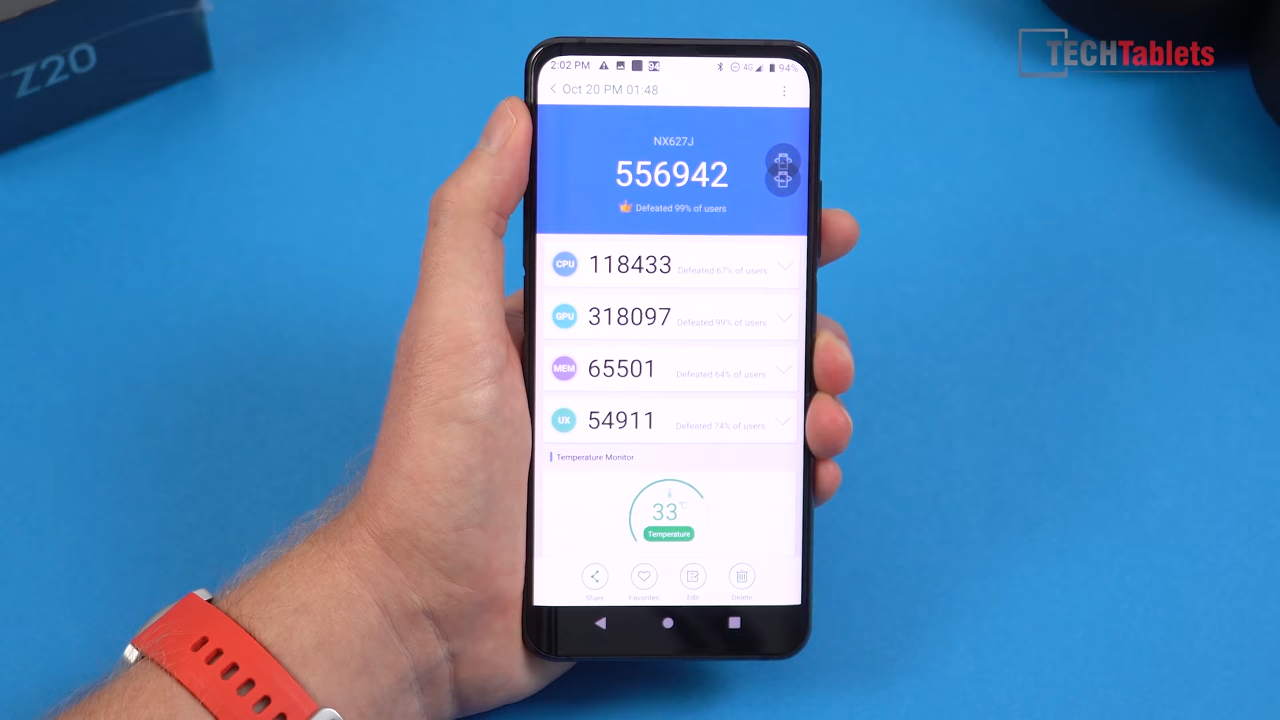 Z20
TECHTablets
2:02 PM 94 4G 94%
Oct 20 PM 01:48
NX627J
556942
Defeated 99% of users
CPU 118433 Defeated 67% of users
GPU 318097 Defeated 99% of users
MEM 65501 Defeated 64% of users
UX 54911 Defeated 74% of users
Temperature Monitor
33°C
Temperature
Share Favorites Edit Delete